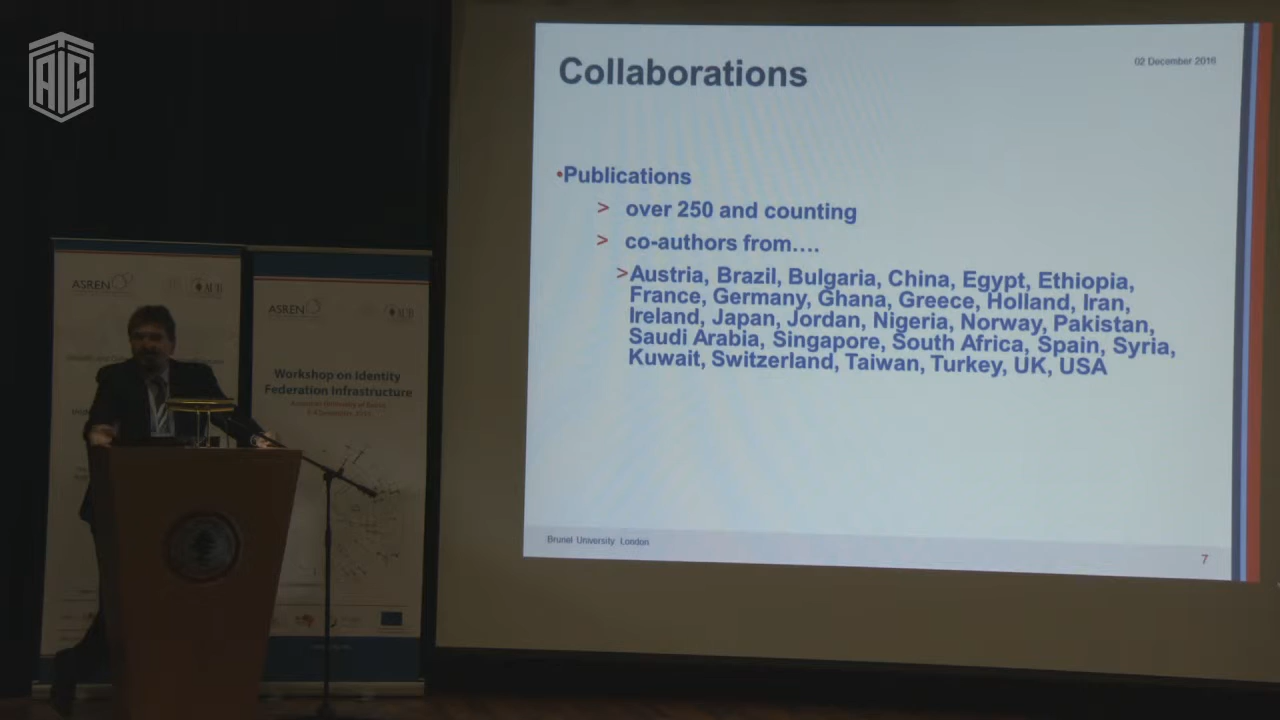 ATG
Collaborations
02 December 2016
•Publications
> over 250 and counting
> co-authors from....
>Austria, Brazil, Bulgaria, China, Egypt, Ethiopia,
France, Germany, Ghana, Greece, Holland, Iran,
Ireland, Japan, Jordan, Nigeria, Norway, Pakistan,
Saudi Arabia, Singapore, South Africa, Spain, Syria,
Kuwait, Switzerland, Taiwan, Turkey, UK, USA
Brunel University London
7
ASREN
ASREN
AUB
Workshop on Identity
Federation Infrastructure